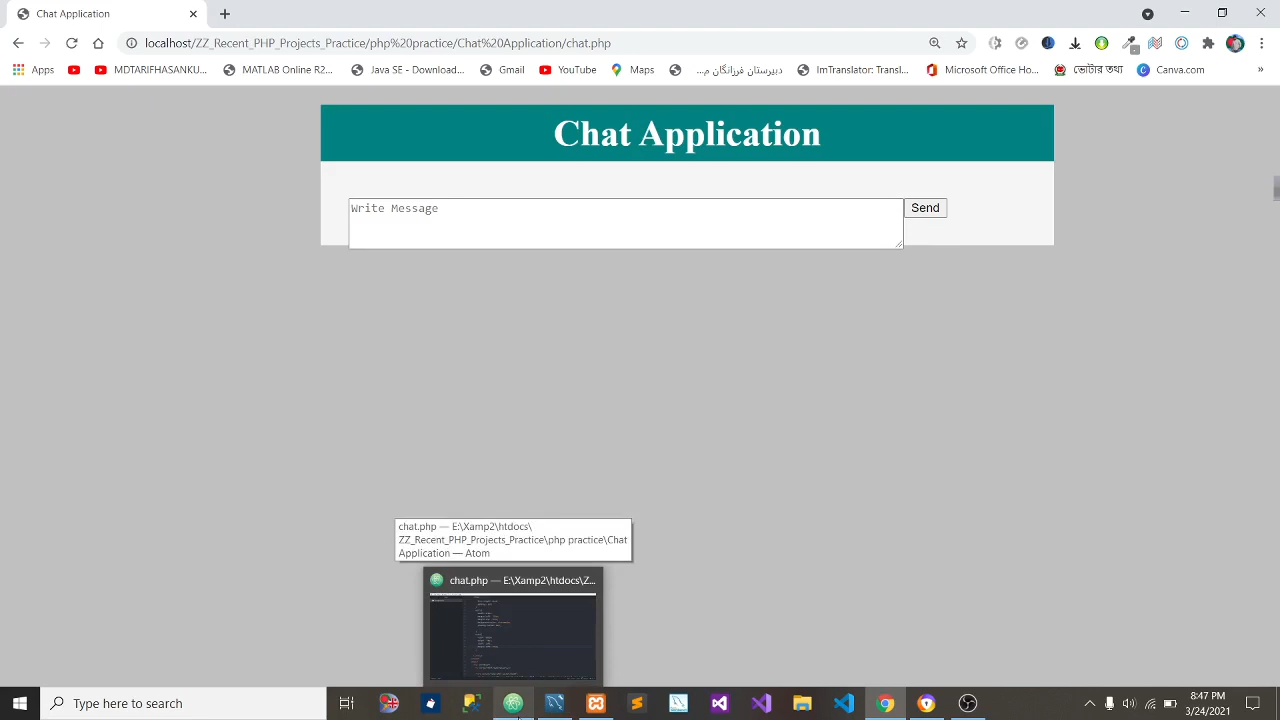 Chat Application
localhost/ZZ_Recent_PHP_Projects_Practice/php%20practice/Chat%20Application/chat.php
Apps
MDTARIFHASANKU...
MATLAB Online R2...
Java SE - Download...
Gmail
YouTube
Maps
دبیرستان فرزانگان م...
ImTranslator: Transl...
Microsoft Office Ho...
ভোটার তথ্য
Canva.com
»
Chat Application
Write Message
Send
chat.php — E:\Xamp2\htdocs\
ZZ_Recent_PHP_Projects_Practice\php practice\Chat
Application — Atom
chat.php — E:\Xamp2\htdocs\Z...
Type here to search
8:47 PM
3/24/2021